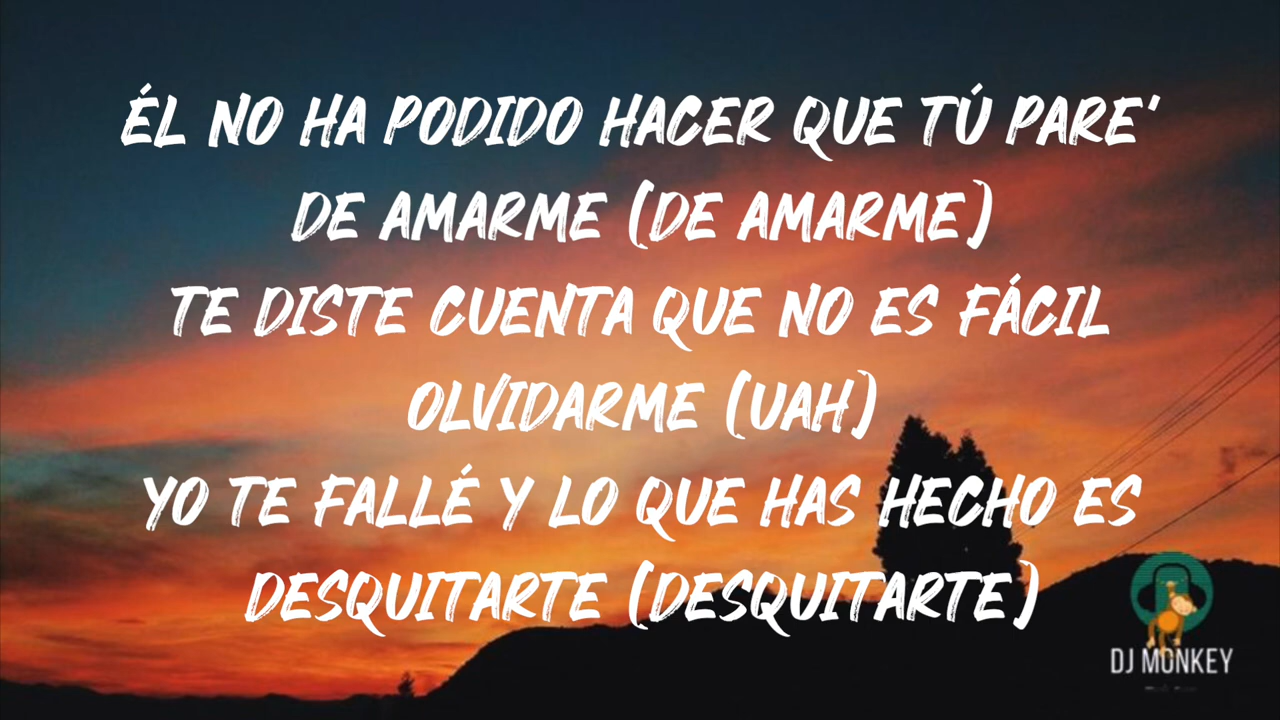 ÉL NO HA PODIDO HACER QUE TÚ PARE'
DE AMARME (DE AMARME)
TE DISTE CUENTA QUE NO ES FÁCIL
OLVIDARME (UAH)
YO TE FALLÉ Y LO QUE HAS HECHO ES
DESQUITARTE (DESQUITARTE)
DJ MONKEY